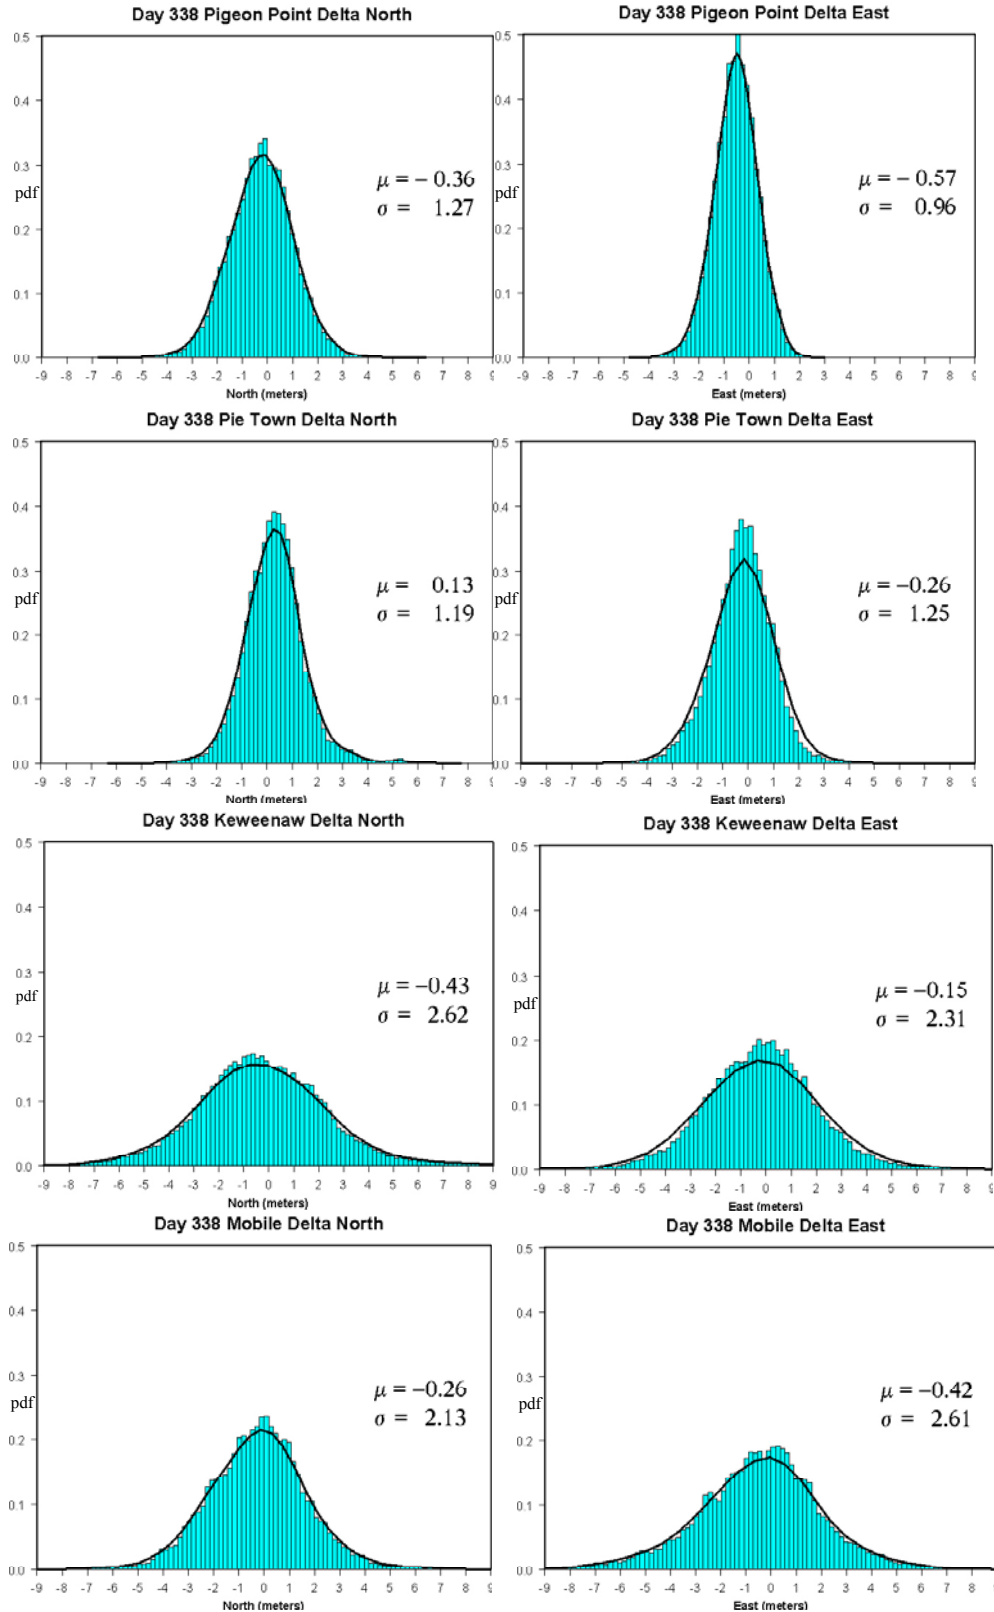 Day 338 Pigeon Point Delta North
0.5
0.4
0.3
pdf
0.2
0.1
0.0
μ = − 0.36
σ = 1.27
-9 -8 -7 -6 -5 -4 -3 -2 -1 0 1 2 3 4 5 6 7 8 9
North (meters)
Day 338 Pigeon Point Delta East
0.5
0.4
0.3
pdf
0.2
0.1
0.0
μ = − 0.57
σ = 0.96
-9 -8 -7 -6 -5 -4 -3 -2 -1 0 1 2 3 4 5 6 7 8
East (meters)
Day 338 Pie Town Delta North
0.5
0.4
0.3
pdf
0.2
0.1
0.0
μ = 0.13
σ = 1.19
-9 -8 -7 -6 -5 -4 -3 -2 -1 0 1 2 3 4 5 6 7 8 9
North (meters)
Day 338 Pie Town Delta East
0.5
0.4
0.3
pdf
0.2
0.1
0.0
μ = −0.26
σ = 1.25
-9 -8 -7 -6 -5 -4 -3 -2 -1 0 1 2 3 4 5 6 7 8
East (meters)
Day 338 Keweenaw Delta North
0.5
0.4
0.3
pdf
0.2
0.1
0.0
μ = −0.43
σ = 2.62
-9 -8 -7 -6 -5 -4 -3 -2 -1 0 1 2 3 4 5 6 7 8 9
North (meters)
Day 338 Keweenaw Delta East
0.5
0.4
0.3
pdf
0.2
0.1
0.0
μ = −0.15
σ = 2.31
-9 -8 -7 -6 -5 -4 -3 -2 -1 0 1 2 3 4 5 6 7 8 9
East (meters)
Day 338 Mobile Delta North
0.5
0.4
0.3
pdf
0.2
0.1
0.0
μ = −0.26
σ = 2.13
-9 -8 -7 -6 -5 -4 -3 -2 -1 0 1 2 3 4 5 6 7 8 9
North (meters)
Day 338 Mobile Delta East
0.5
0.4
0.3
pdf
0.2
0.1
0.0
μ = −0.42
σ = 2.61
-9 -8 -7 -6 -5 -4 -3 -2 -1 0 1 2 3 4 5 6 7 8 9
East (meters)